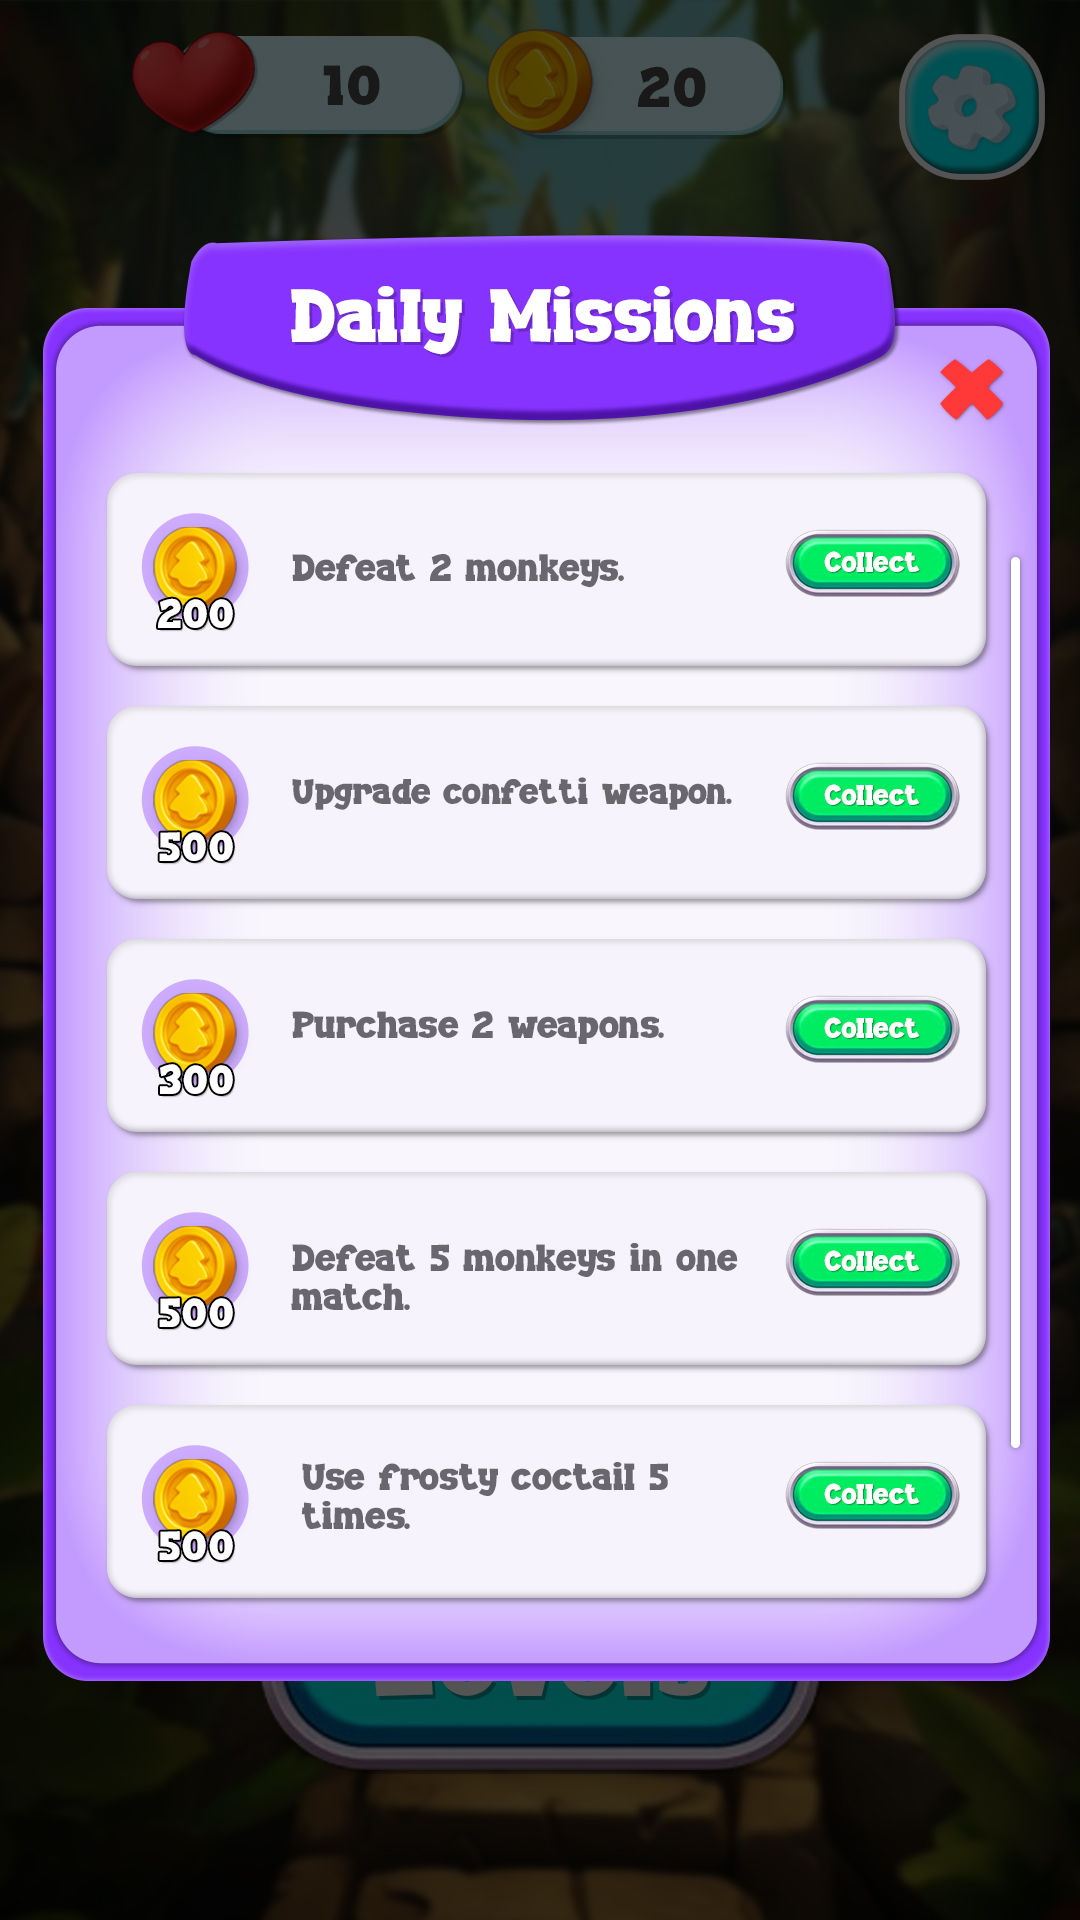 10
20
Daily Missions
Defeat 2 monkeys.
Collect
200
Upgrade confetti weapon.
Collect
500
Purchase 2 weapons.
Collect
300
Defeat 5 monkeys in one
match.
Collect
500
Use frosty coctail 5
times.
Collect
500
Levels